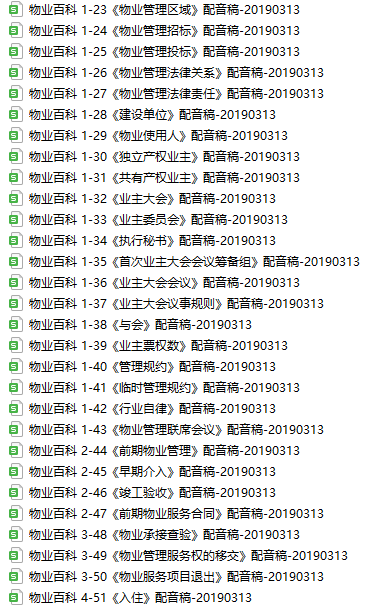 物业百科 1-23《物业管理区域》配音稿-20190313
物业百科 1-24《物业管理招标》配音稿-20190313
物业百科 1-25《物业管理投标》配音稿-20190313
物业百科 1-26《物业管理法律关系》配音稿-20190313
物业百科 1-27《物业管理法律责任》配音稿-20190313
物业百科 1-28《建设单位》配音稿-20190313
物业百科 1-29《物业使用人》配音稿-20190313
物业百科 1-30《独立产权业主》配音稿-20190313
物业百科 1-31《共有产权业主》配音稿-20190313
物业百科 1-32《业主大会》配音稿-20190313
物业百科 1-33《业主委员会》配音稿-20190313
物业百科 1-34《执行秘书》配音稿-20190313
物业百科 1-35《首次业主大会会议筹备组》配音稿-20190313
物业百科 1-36《业主大会会议》配音稿-20190313
物业百科 1-37《业主大会议事规则》配音稿-20190313
物业百科 1-38《与会》配音稿-20190313
物业百科 1-39《业主票权数》配音稿-20190313
物业百科 1-40《管理规约》配音稿-20190313
物业百科 1-41《临时管理规约》配音稿-20190313
物业百科 1-42《行业自律》配音稿-20190313
物业百科 1-43《物业管理联席会议》配音稿-20190313
物业百科 2-44《前期物业管理》配音稿-20190313
物业百科 2-45《早期介入》配音稿-20190313
物业百科 2-46《竣工验收》配音稿-20190313
物业百科 2-47《前期物业服务合同》配音稿-20190313
物业百科 3-48《物业承接查验》配音稿-20190313
物业百科 3-49《物业管理服务权的移交》配音稿-20190313
物业百科 3-50《物业服务项目退出》配音稿-20190313
物业百科 4-51《入住》配音稿-20190313